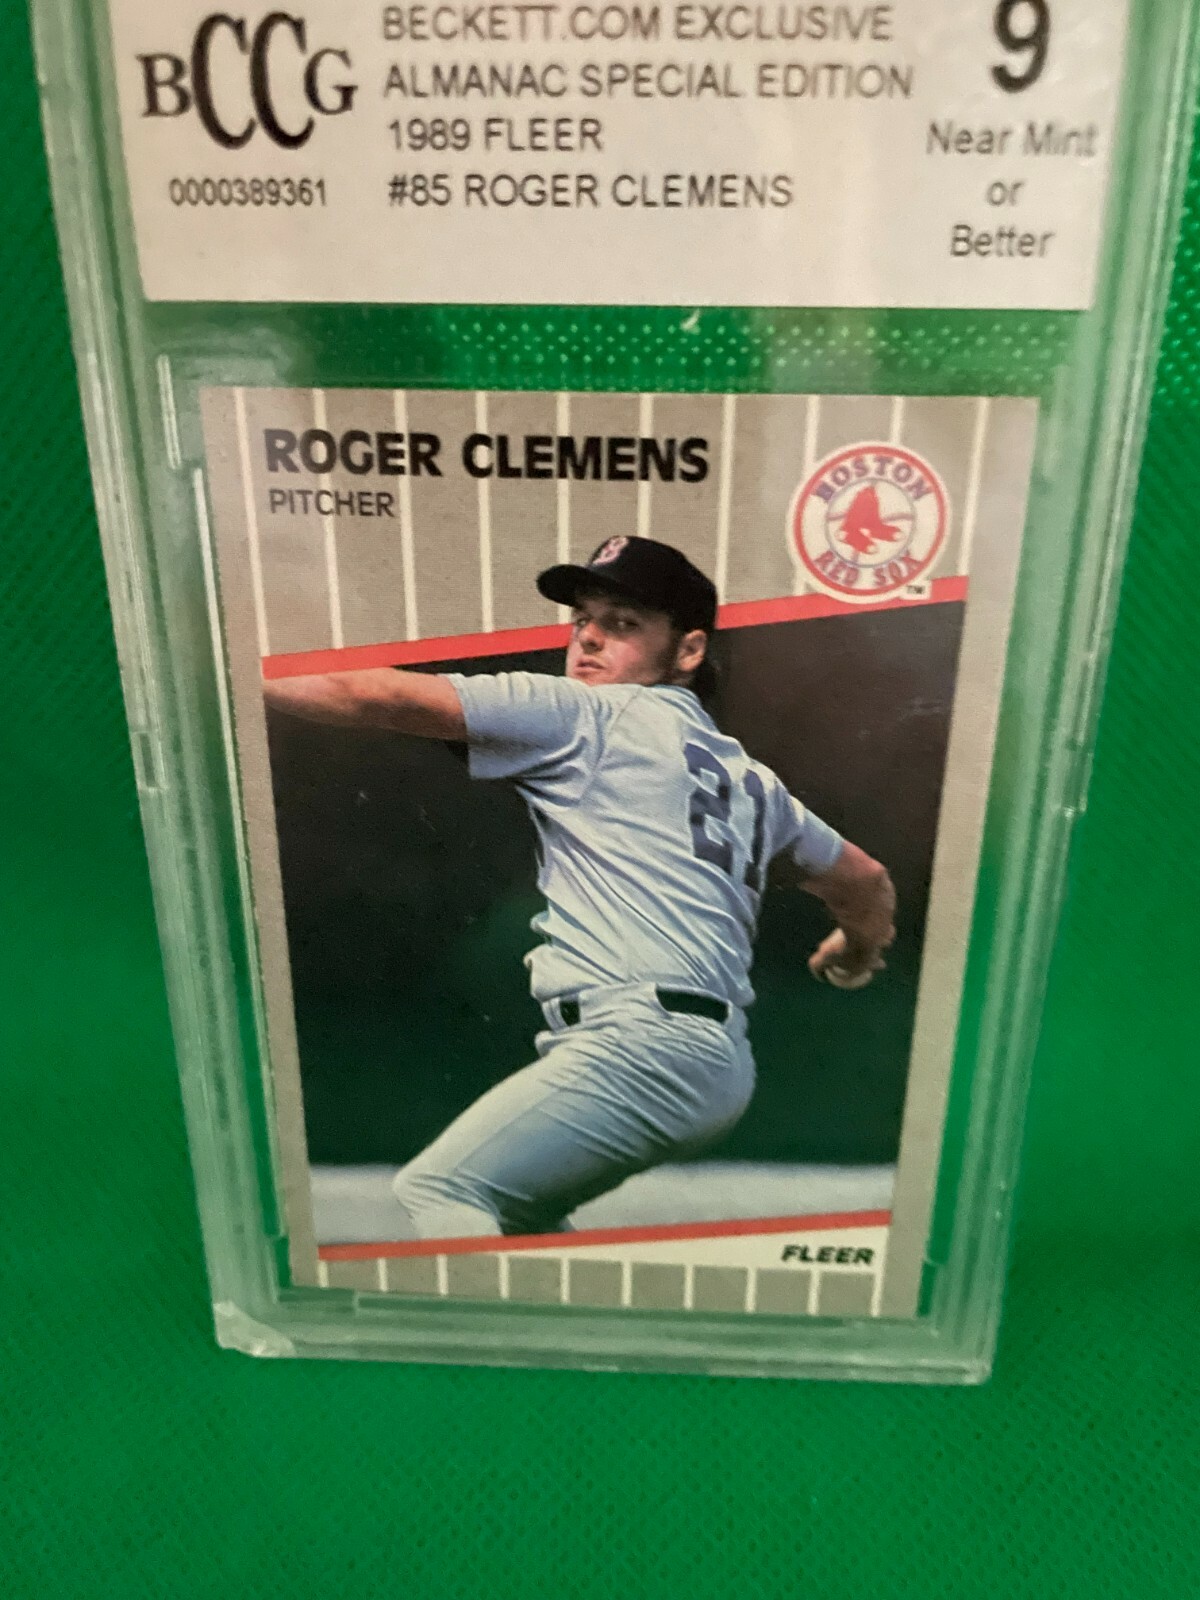 BCCG
0000389361
BECKETT.COM EXCLUSIVE
ALMANAC SPECIAL EDITION
1989 FLEER
#85 ROGER CLEMENS
9
Near Mint
or
Better
ROGER CLEMENS
PITCHER
BOSTON
RED SOX
TM
B
21
FLEER